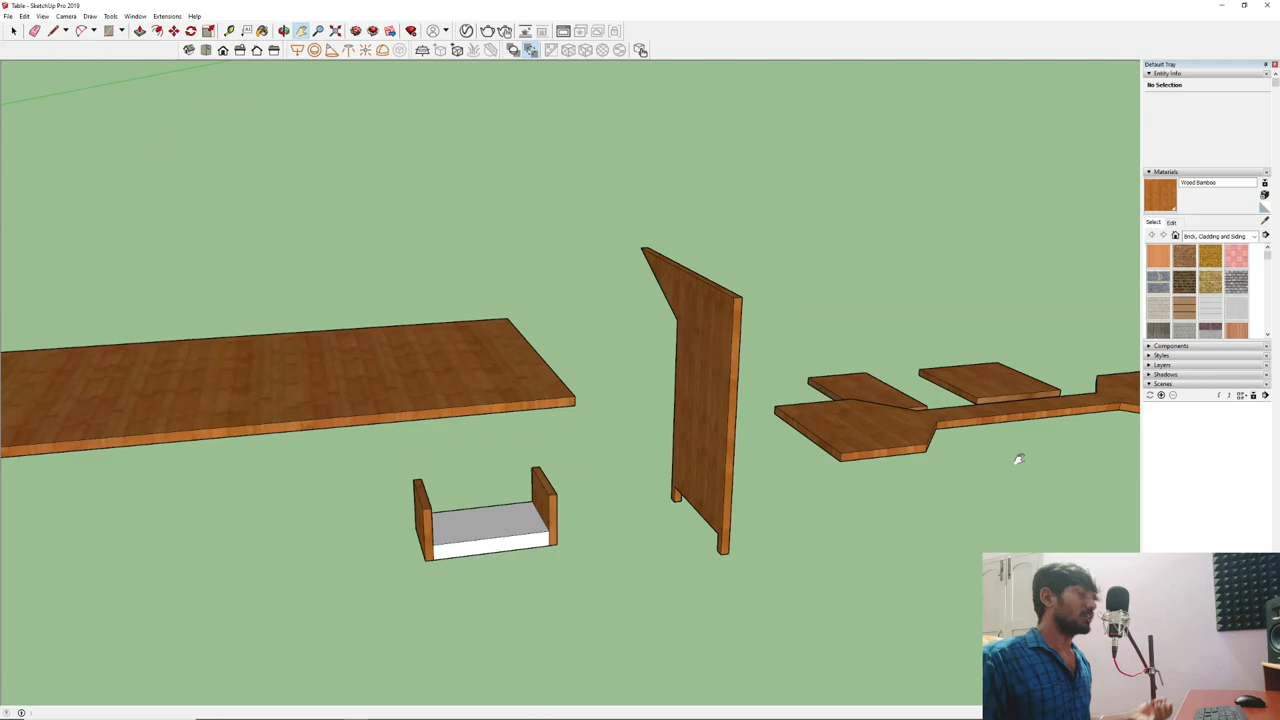 Table - SketchUp Pro 2019
File Edit View Camera Draw Tools Window Extensions Help
Default Tray
Entity Info
No Selection
Materials
Wood Bamboo
Select Edit
Brick, Cladding and Siding
Components
Styles
Layers
Shadows
Scenes